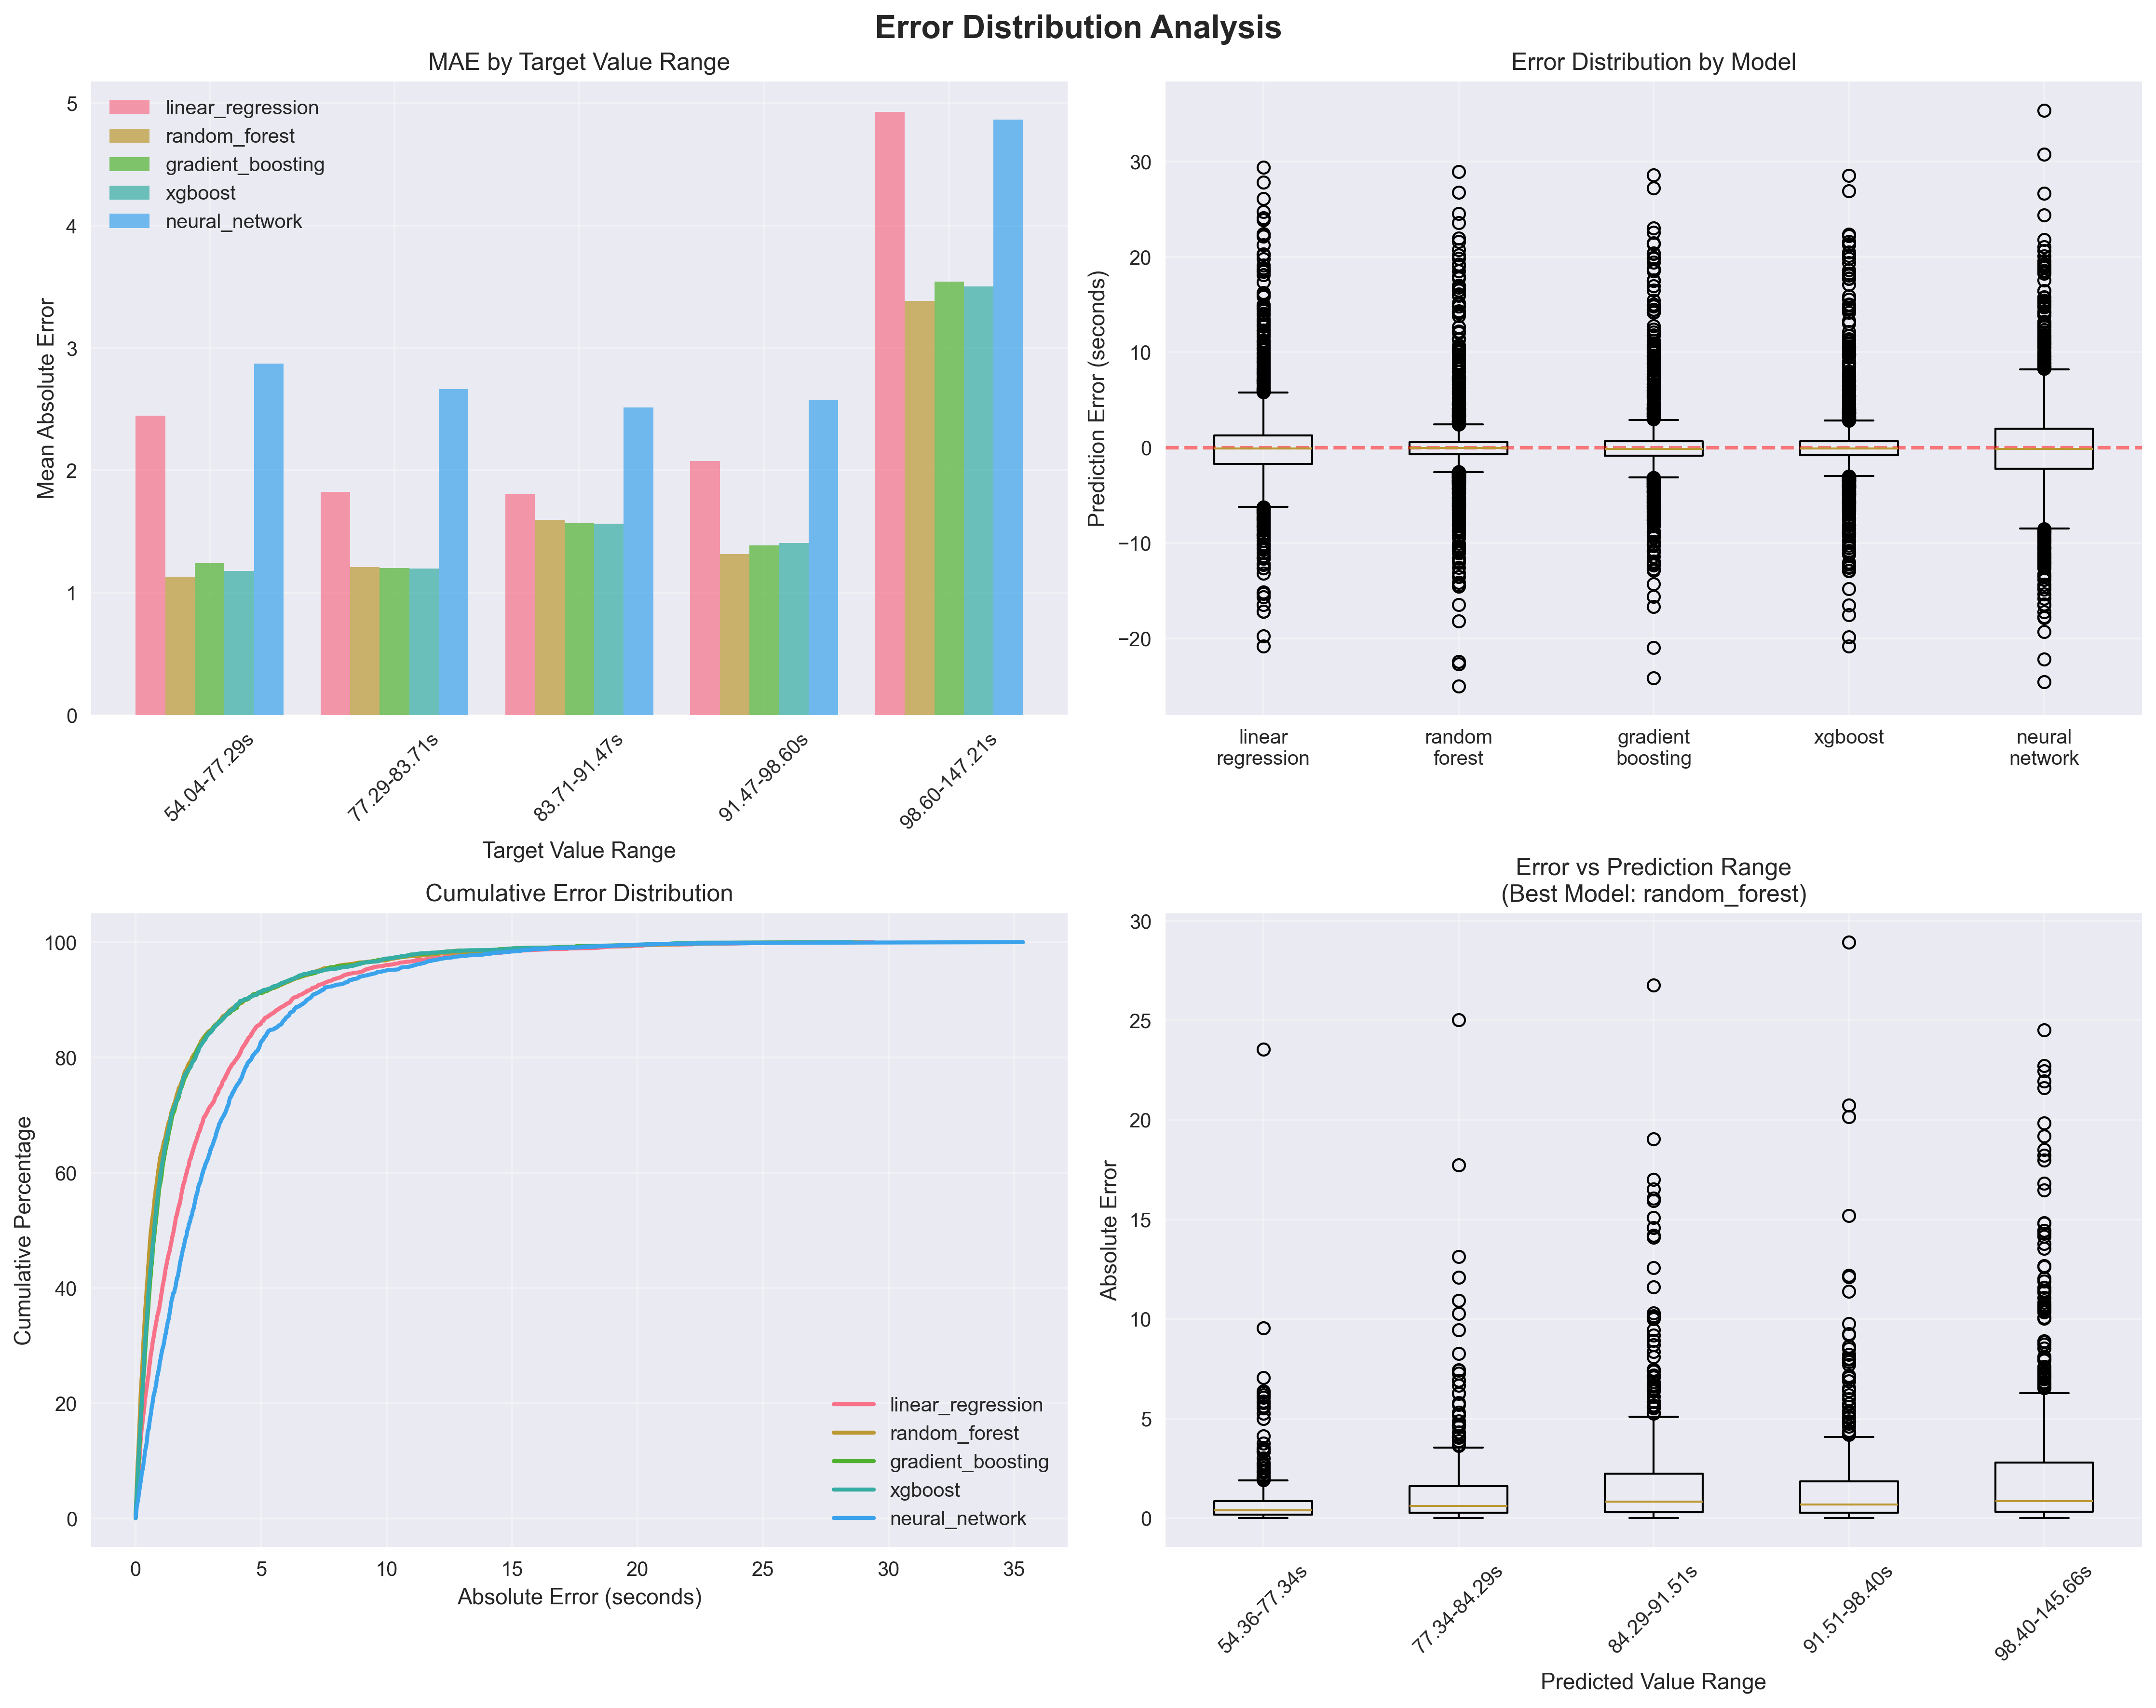 Error Distribution Analysis
MAE by Target Value Range
linear_regression
random_forest
gradient_boosting
xgboost
neural_network
Mean Absolute Error
5
4
3
2
1
0
54.04-77.29s
77.29-83.71s
83.71-91.47s
91.47-98.60s
98.60-147.21s
Target Value Range
Error Distribution by Model
Prediction Error (seconds)
30
20
10
0
−10
−20
linear
regression
random
forest
gradient
boosting
xgboost
neural
network
Cumulative Error Distribution
Cumulative Percentage
100
80
60
40
20
0
linear_regression
random_forest
gradient_boosting
xgboost
neural_network
0
5
10
15
20
25
30
35
Absolute Error (seconds)
Error vs Prediction Range
(Best Model: random_forest)
Absolute Error
30
25
20
15
10
5
0
54.36-77.34s
77.34-84.29s
84.29-91.51s
91.51-98.40s
98.40-145.66s
Predicted Value Range